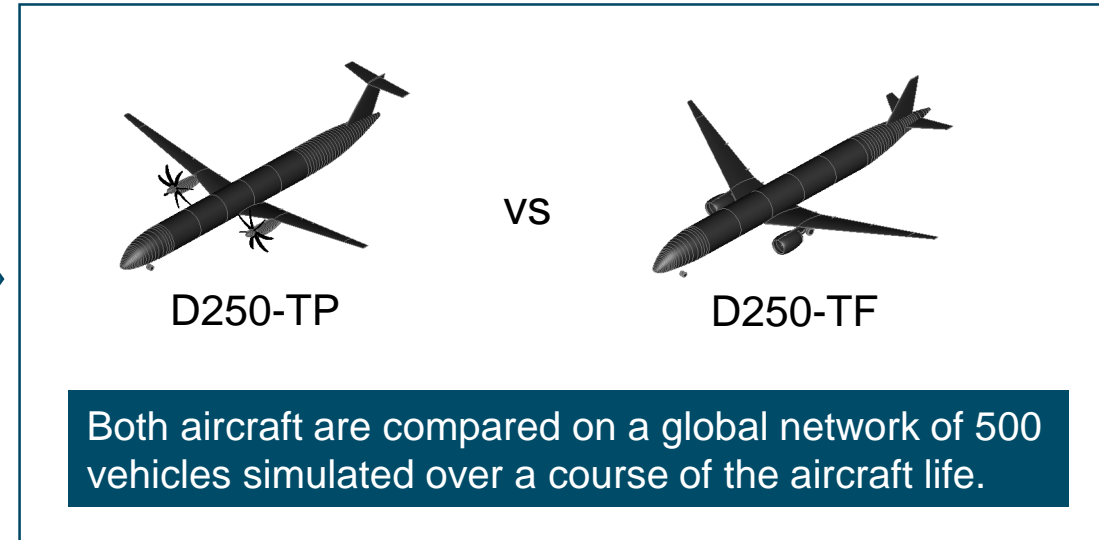 vs
D250-TP
D250-TF
Both aircraft are compared on a global network of 500
vehicles simulated over a course of the aircraft life.